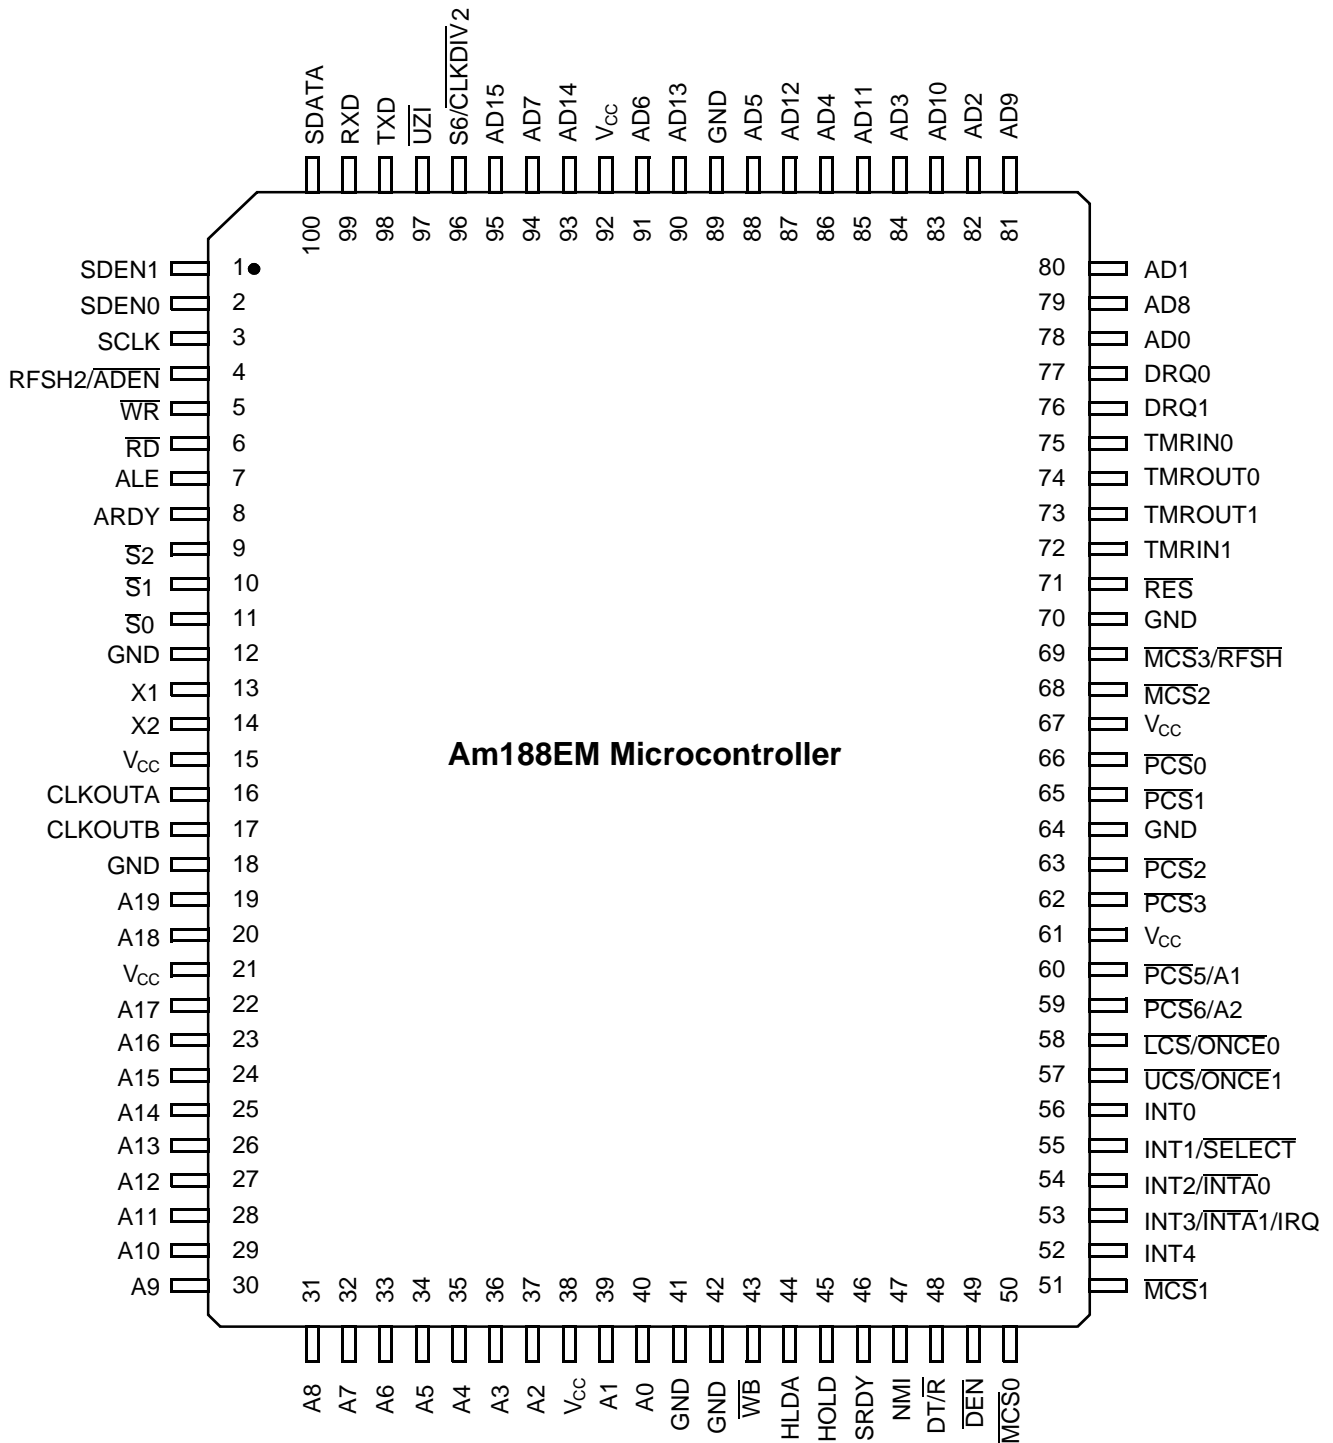 SDATA
RXD
TXD
UZI
S6/CLKDIV2
AD15
AD7
AD14
VCC
AD6
AD13
GND
AD5
AD12
AD4
AD11
AD3
AD10
AD2
AD9
100
99
98
97
96
95
94
93
92
91
90
89
88
87
86
85
84
83
82
81
SDEN1 1 80 AD1
SDEN0 2 79 AD8
SCLK 3 78 AD0
RFSH2/ADEN 4 77 DRQ0
WR 5 76 DRQ1
RD 6 75 TMRIN0
ALE 7 74 TMROUT0
ARDY 8 73 TMROUT1
S2 9 72 TMRIN1
S1 10 71 RES
S0 11 70 GND
GND 12 69 MCS3/RFSH
X1 13 68 MCS2
X2 14 67 VCC
VCC 15 66 PCS0
Am188EM Microcontroller
CLKOUTA 16 65 PCS1
CLKOUTB 17 64 GND
GND 18 63 PCS2
A19 19 62 PCS3
A18 20 61 VCC
VCC 21 60 PCS5/A1
A17 22 59 PCS6/A2
A16 23 58 LCS/ONCE0
A15 24 57 UCS/ONCE1
A14 25 56 INT0
A13 26 55 INT1/SELECT
A12 27 54 INT2/INTA0
A11 28 53 INT3/INTA1/IRQ
A10 29 52 INT4
A9 30 51 MCS1
31
32
33
34
35
36
37
38
39
40
41
42
43
44
45
46
47
48
49
50
A8
A7
A6
A5
A4
A3
A2
VCC
A1
A0
GND
GND
WB
HLDA
HOLD
SRDY
NMI
DT/R
DEN
MCS0